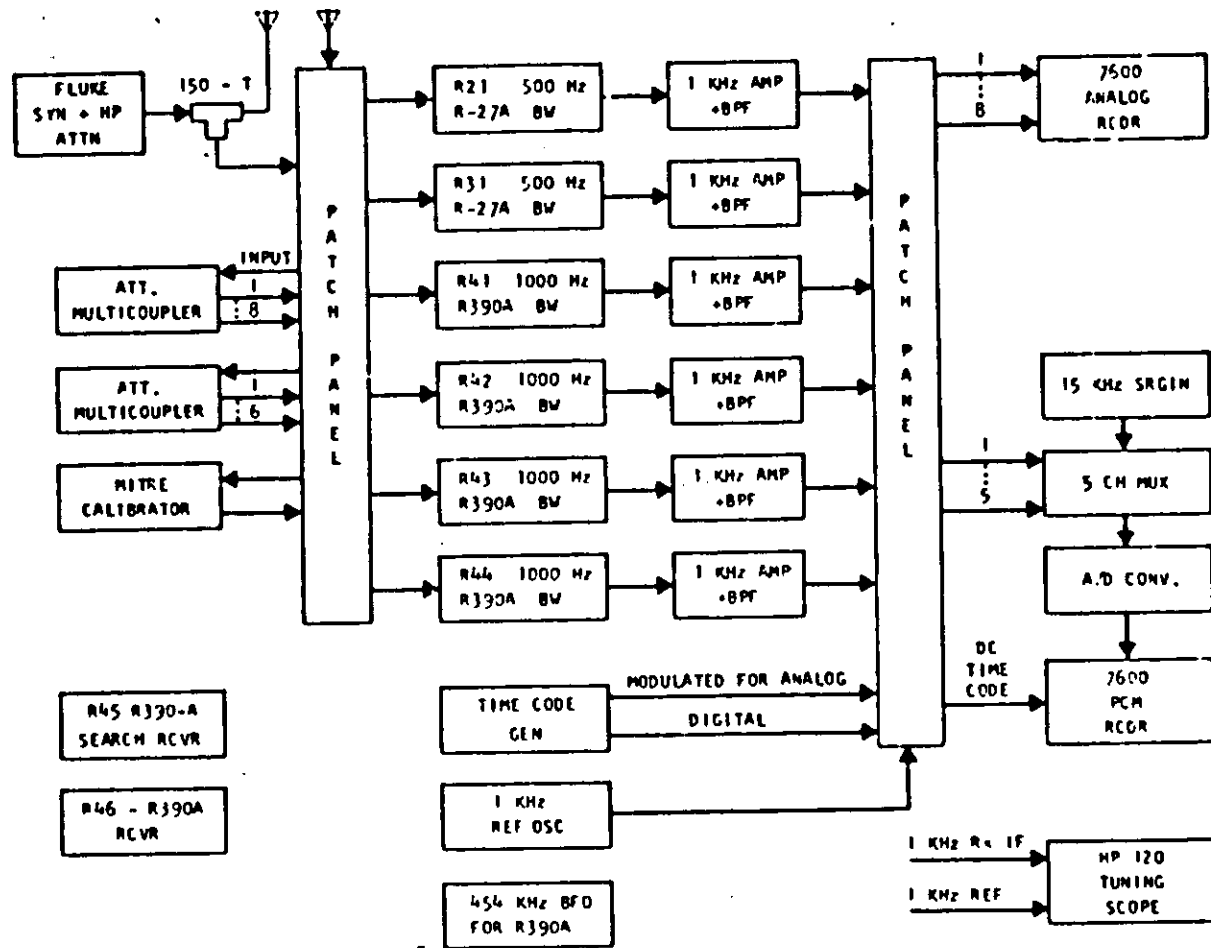 150 - T
FLUKE
SYN + HP
ATTN
INPUT
ATT.
MULTICOUPLER
1
8
ATT.
MULTICOUPLER
1
6
MITRE
CALIBRATOR
PATCH PANEL
R21 500 Hz
R-27A BW
1 KHz AMP
+BPF
R31 500 Hz
R-27A BW
1 KHz AMP
+BPF
R41 1000 Hz
R390A BW
1 KHz AMP
+BPF
R42 1000 Hz
R390A BW
1 KHz AMP
+BPF
R43 1000 Hz
R390A BW
1 KHz AMP
+BPF
R44 1000 Hz
R390A BW
1 KHz AMP
+BPF
PATCH PANEL
1
8
7600
ANALOG
RCDR
15 KHz SRGIN
1
5
5 CH MUX
A.D CONV.
DC
TIME
CODE
7600
PCM
RCDR
R45 R390-A
SEARCH RCVR
R46 - R390A
RCVR
TIME CODE
GEN
MODULATED FOR ANALOG
DIGITAL
1 KHz
REF OSC
454 KHz BFO
FOR R390A
1 KHz Rx IF
1 KHz REF
HP 120
TUNING
SCOPE